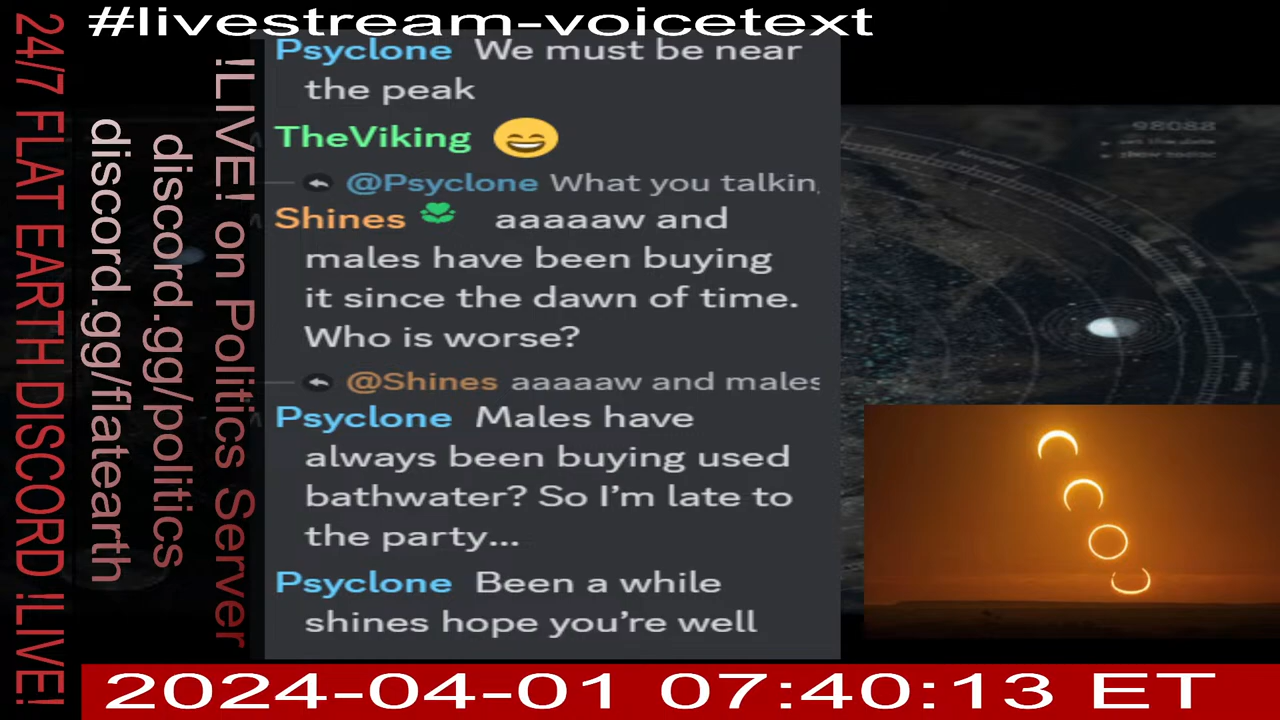 #livestream-voicetext
24/7 FLAT EARTH DISCORD !LIVE!
discord.gg/flatearth
discord.gg/politics
!LIVE! on Politics Server
Psyclone We must be near
the peak
TheViking 😄
@Psyclone What you talkin
Shines aaaaaw and
males have been buying
it since the dawn of time.
Who is worse?
@Shines aaaaaw and males
Psyclone Males have
always been buying used
bathwater? So I’m late to
the party...
Psyclone Been a while
shines hope you’re well
98088
2024-04-01 07:40:13 ET